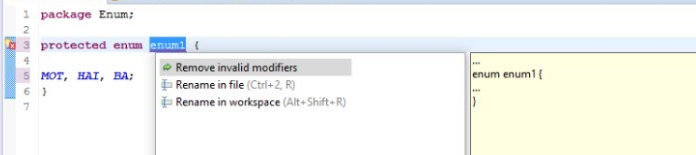 1 package Enum;
2
3 protected enum enum1 {
4
5 MOT, HAI, BA;
6 }
7
Remove invalid modifiers
Rename in file (Ctrl+2, R)
Rename in workspace (Alt+Shift+R)
...
enum enum1 {
...
}